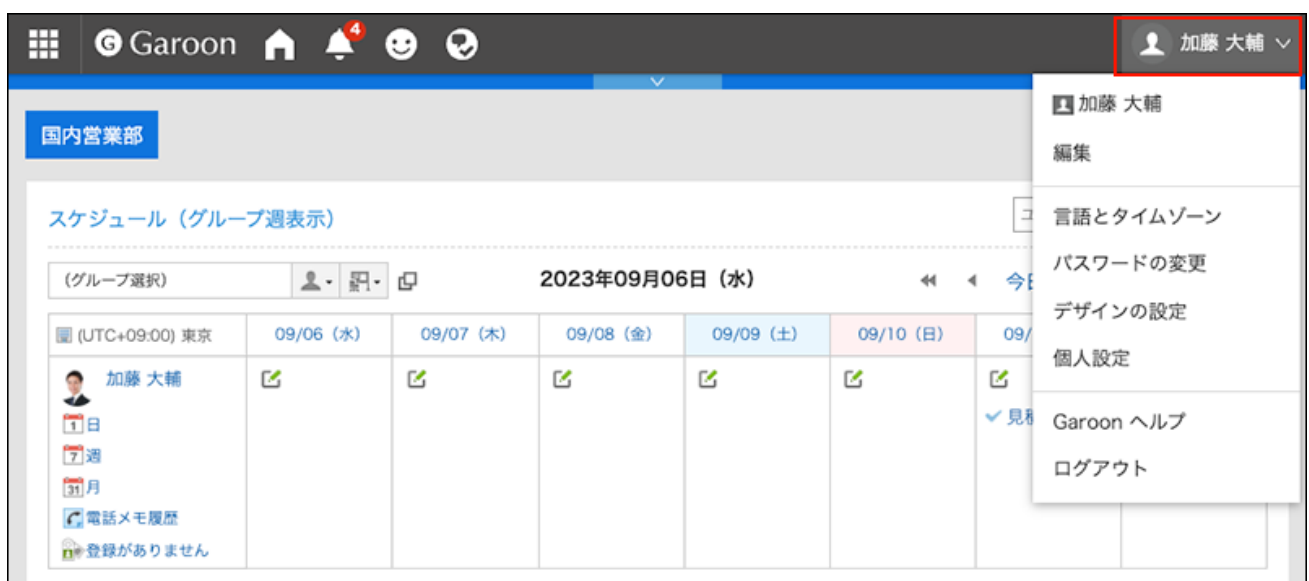 G Garoon 4 加藤 大輔
加藤 大輔
編集
言語とタイムゾーン
パスワードの変更
デザインの設定
個人設定
Garoon ヘルプ
ログアウト
国内営業部
スケジュール（グループ週表示）
(グループ選択) 2023年09月06日（水）
(UTC+09:00) 東京 09/06（水） 09/07（木） 09/08（金） 09/09（土） 09/10（日） 09/
加藤 大輔
1 日
7 週
31 月
電話メモ履歴
登録がありません